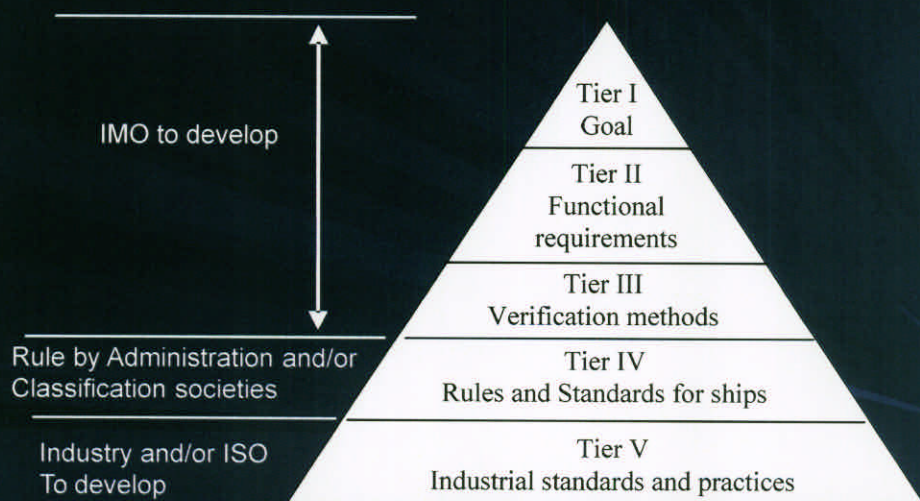 IMO to develop
Tier I
Goal
Tier II
Functional
requirements
Tier III
Verification methods
Rule by Administration and/or
Classification societies
Tier IV
Rules and Standards for ships
Industry and/or ISO
To develop
Tier V
Industrial standards and practices